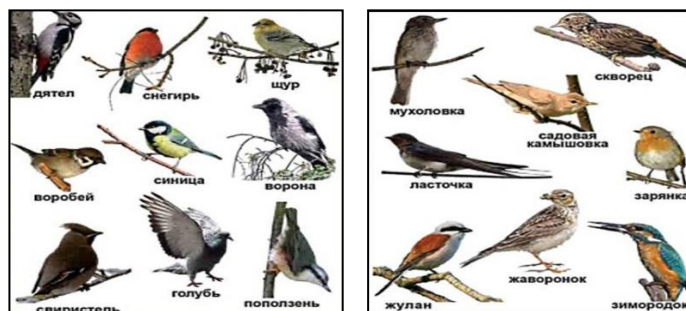 дятел
снегирь
щур
воробей
синица
ворона
свиристель
голубь
поползень
мухоловка
скворец
садовая
камышовка
ласточка
зарянка
жулан
жаворонок
зимородок